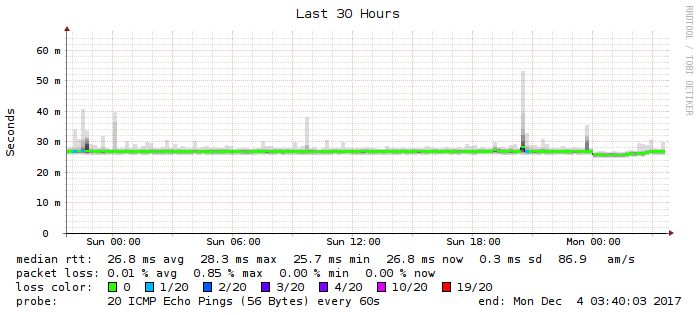 Last 30 Hours
RRDTOOL / TOBI OETIKER
Seconds
60 m
50 m
40 m
30 m
20 m
10 m
0
Sun 00:00 Sun 06:00 Sun 12:00 Sun 18:00 Mon 00:00
median rtt: 26.8 ms avg 28.3 ms max 25.7 ms min 26.8 ms now 0.3 ms sd 86.9 am/s
packet loss: 0.01 % avg 0.85 % max 0.00 % min 0.00 % now
loss color: 0 1/20 2/20 3/20 4/20 10/20 19/20
probe: 20 ICMP Echo Pings (56 Bytes) every 60s end: Mon Dec 4 03:40:03 2017